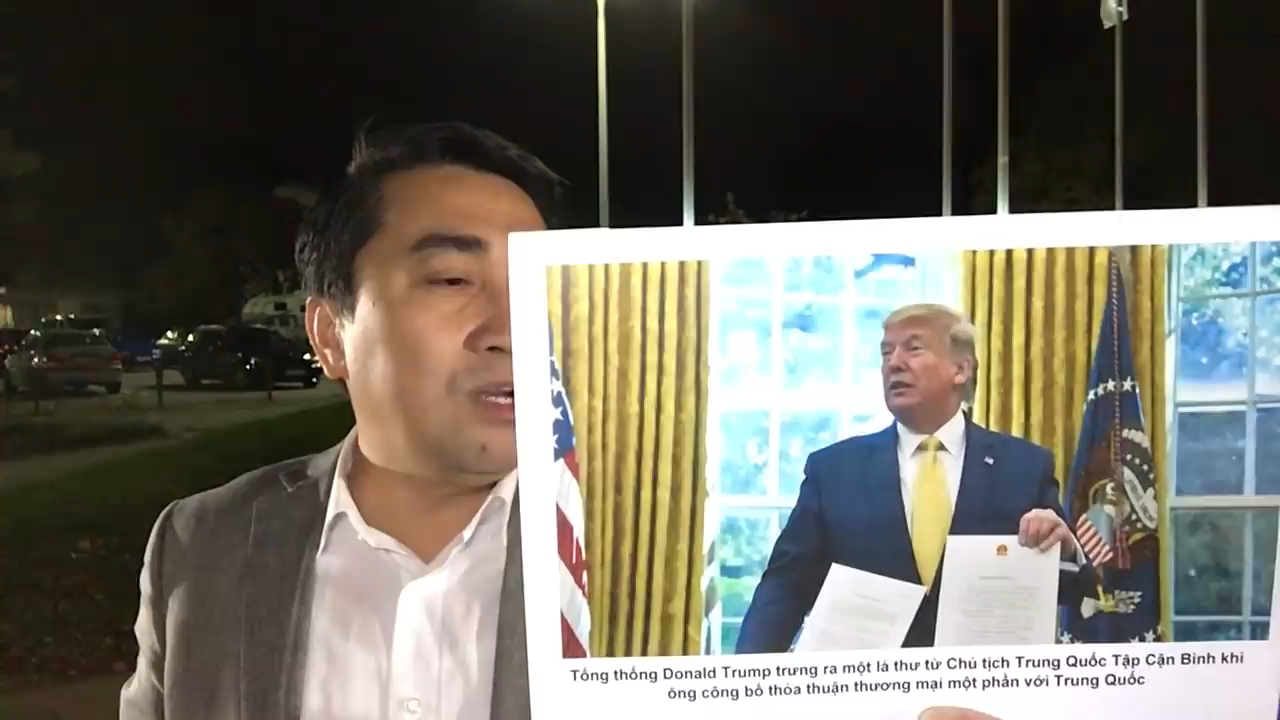 Tổng thống Donald Trump trưng ra một lá thư từ Chủ tịch Trung Quốc Tập Cận Bình khi
ông công bố thỏa thuận thương mại một phần với Trung Quốc